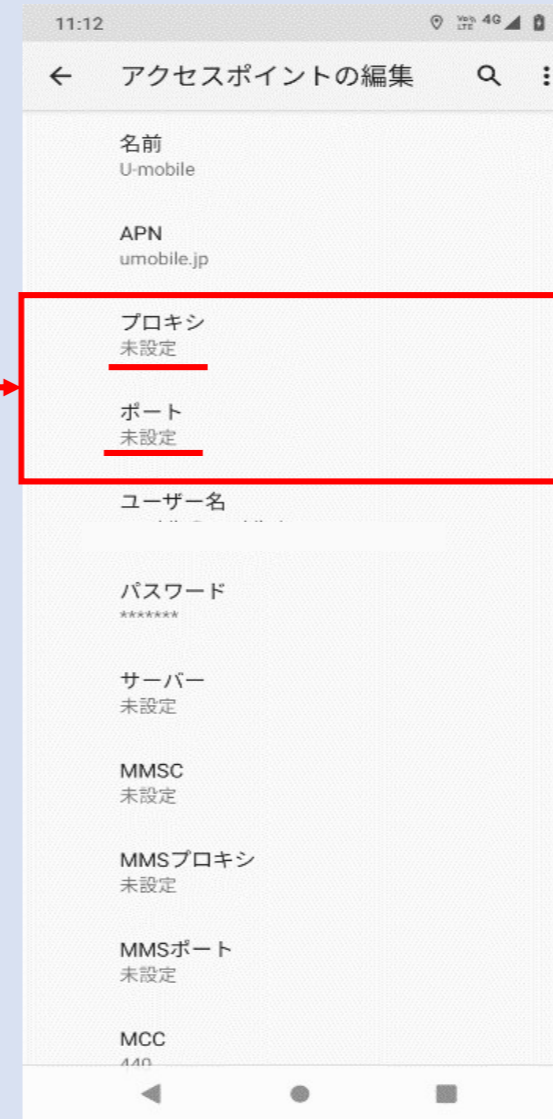 11:12
4G
アクセスポイントの編集
名前
U-mobile
APN
umobile.jp
プロキシ
未設定
ポート
未設定
ユーザー名
パスワード
*******
サーバー
未設定
MMSC
未設定
MMSプロキシ
未設定
MMSポート
未設定
MCC
440